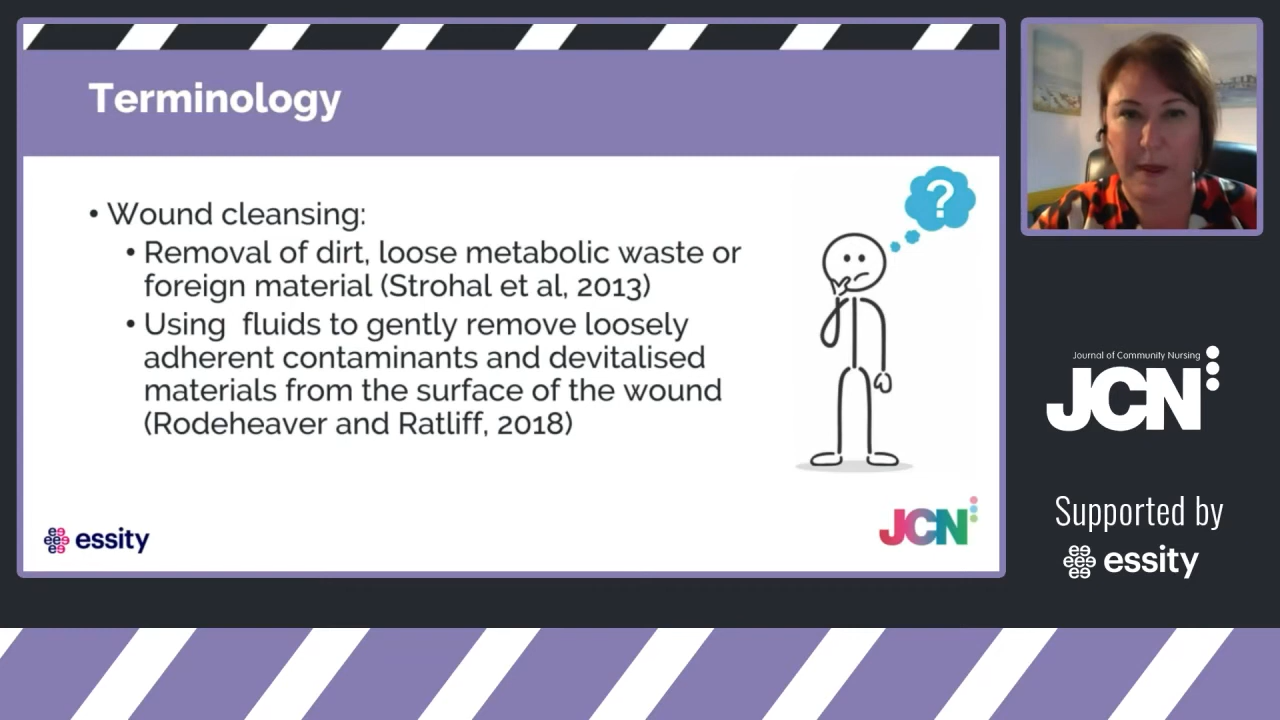 Terminology
• Wound cleansing:
• Removal of dirt, loose metabolic waste or
foreign material (Strohal et al, 2013)
• Using fluids to gently remove loosely
adherent contaminants and devitalised
materials from the surface of the wound
(Rodeheaver and Ratliff, 2018)
?
essity
JCN
Journal of Community Nursing
JCN
Supported by
essity